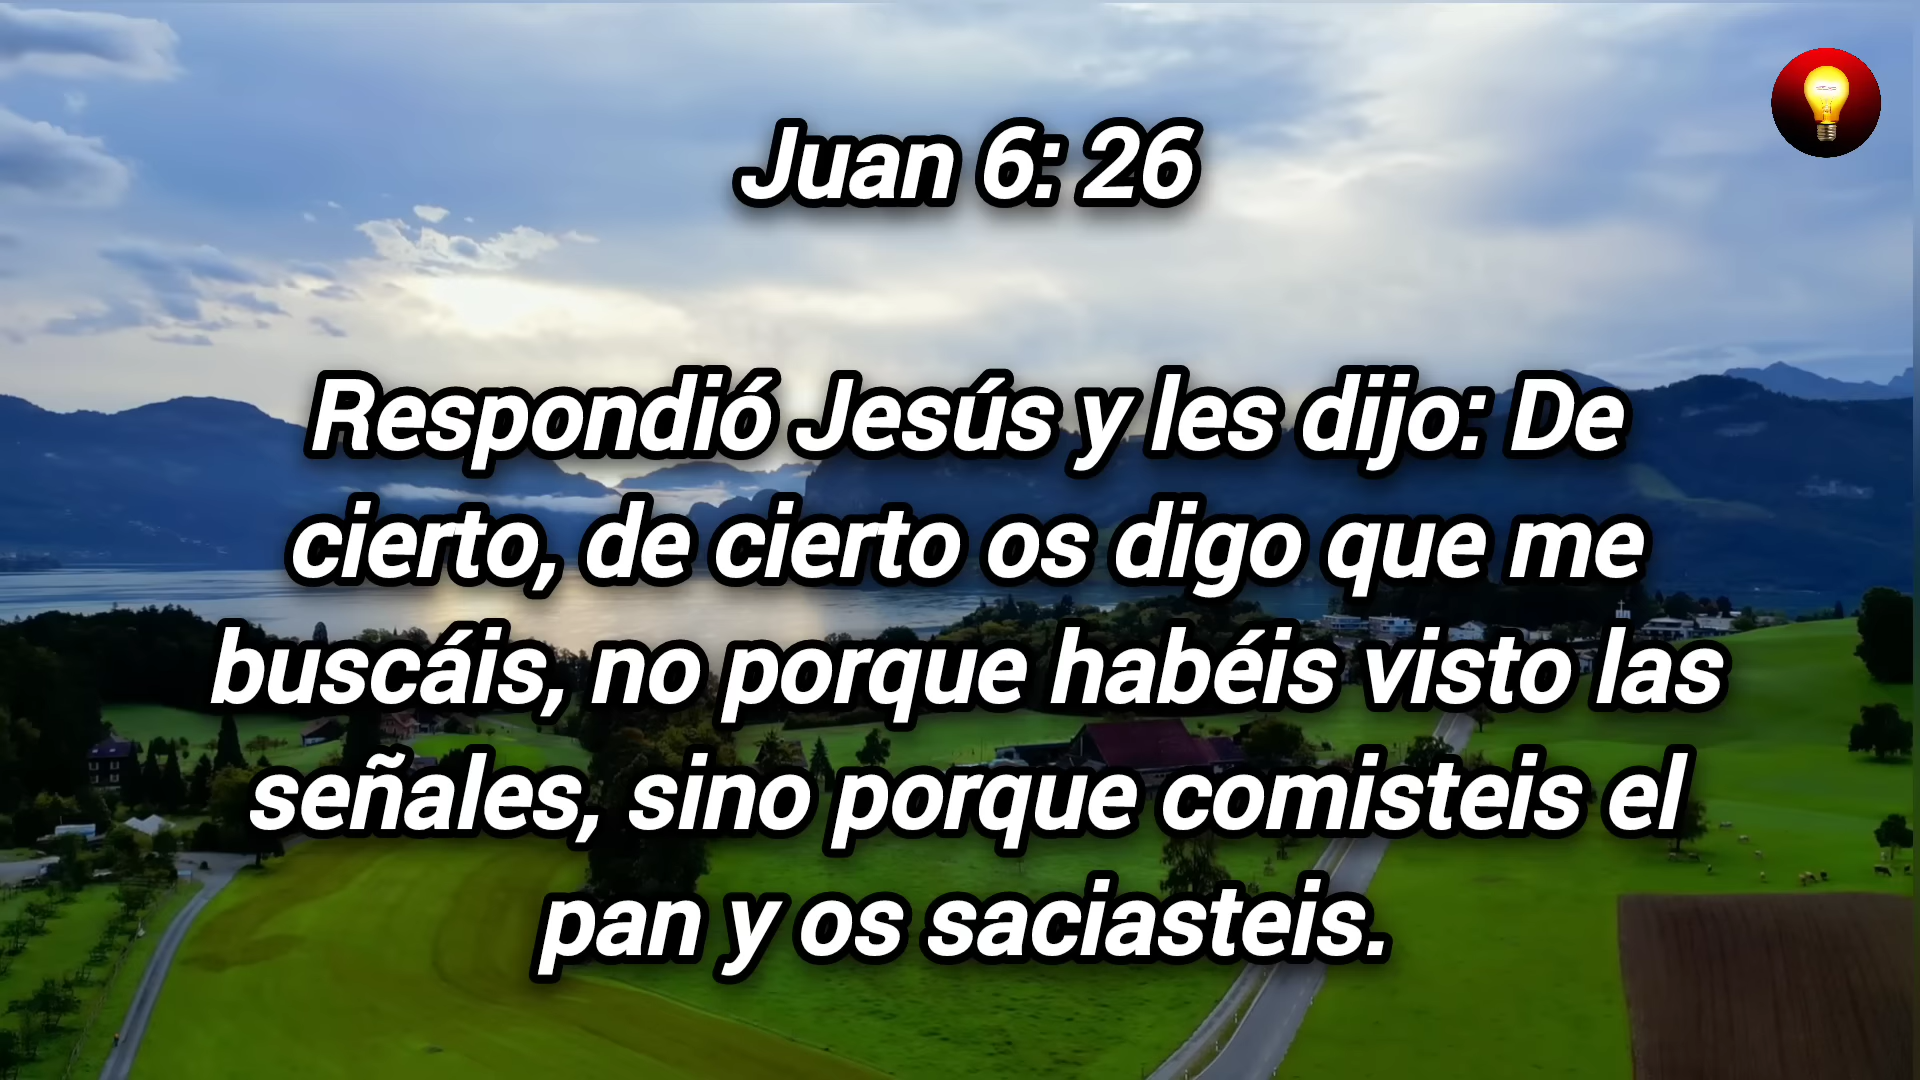 Juan 6: 26
Respondió Jesús y les dijo: De
cierto, de cierto os digo que me
buscáis, no porque habéis visto las
señales, sino porque comisteis el
pan y os saciasteis.